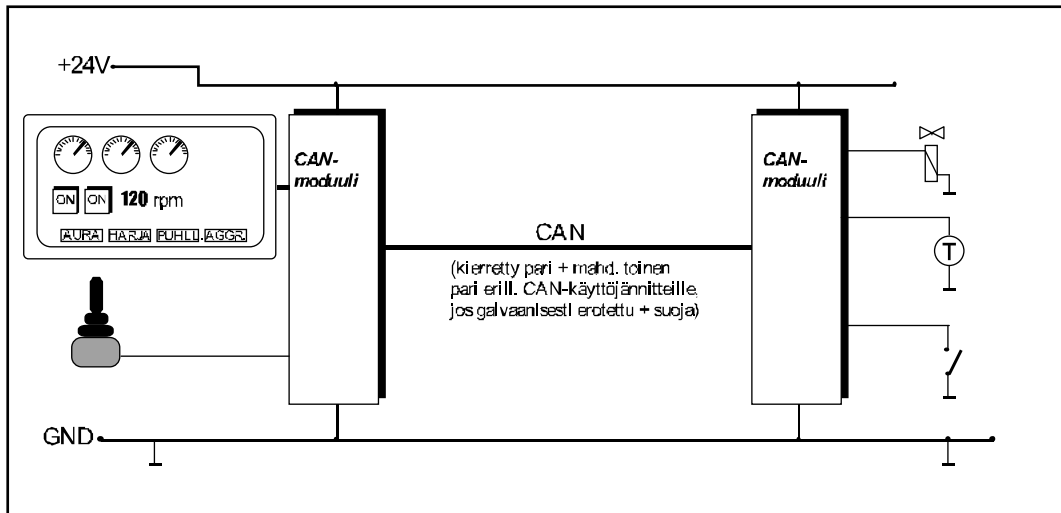 +24V
CAN-
moduuli
CAN-
moduuli
ON ON 120 rpm
AURA HARJA PUHLL. AGGR.
CAN
(kierretty pari + mahd. toinen
pari erill. CAN-käyttöjännitteille,
jos galvaanisesti erotettu + suoja)
T
GND